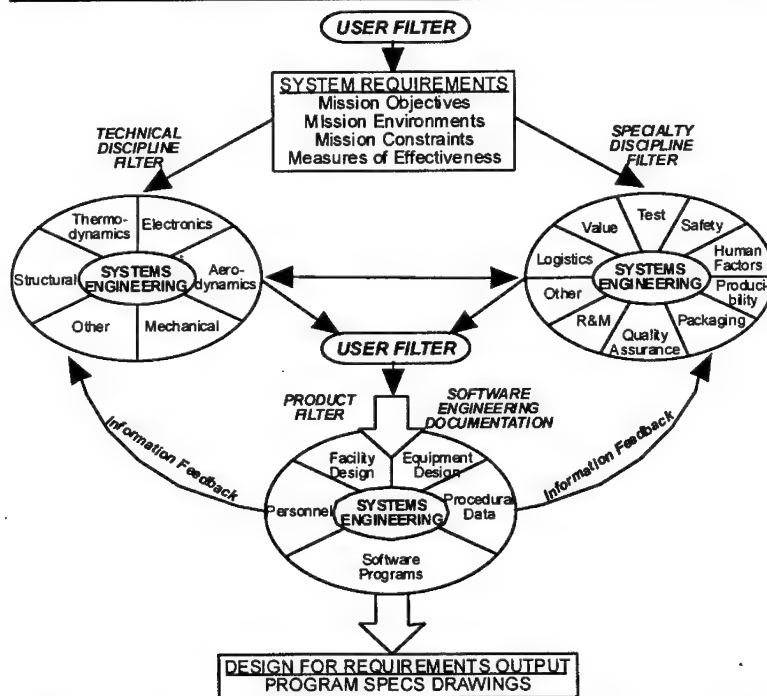 USER FILTER
SYSTEM REQUIREMENTS
Mission Objectives
Mission Environments
Mission Constraints
Measures of Effectiveness
TECHNICAL
DISCIPLINE
FILTER
SPECIALTY
DISCIPLINE
FILTER
Thermo-
dynamics
Electronics
Structural
SYSTEMS
ENGINEERING
Aero-
dynamics
Other
Mechanical
Value
Test
Safety
Logistics
SYSTEMS
ENGINEERING
Human
Factors
Other
Produci-
bility
R&M
Quality
Assurance
Packaging
USER FILTER
PRODUCT
FILTER
SOFTWARE
ENGINEERING
DOCUMENTATION
Information Feedback
Information Feedback
Facility
Design
Equipment
Design
Personnel
SYSTEMS
ENGINEERING
Procedural
Data
Software
Programs
DESIGN FOR REQUIREMENTS OUTPUT
PROGRAM SPECS DRAWINGS